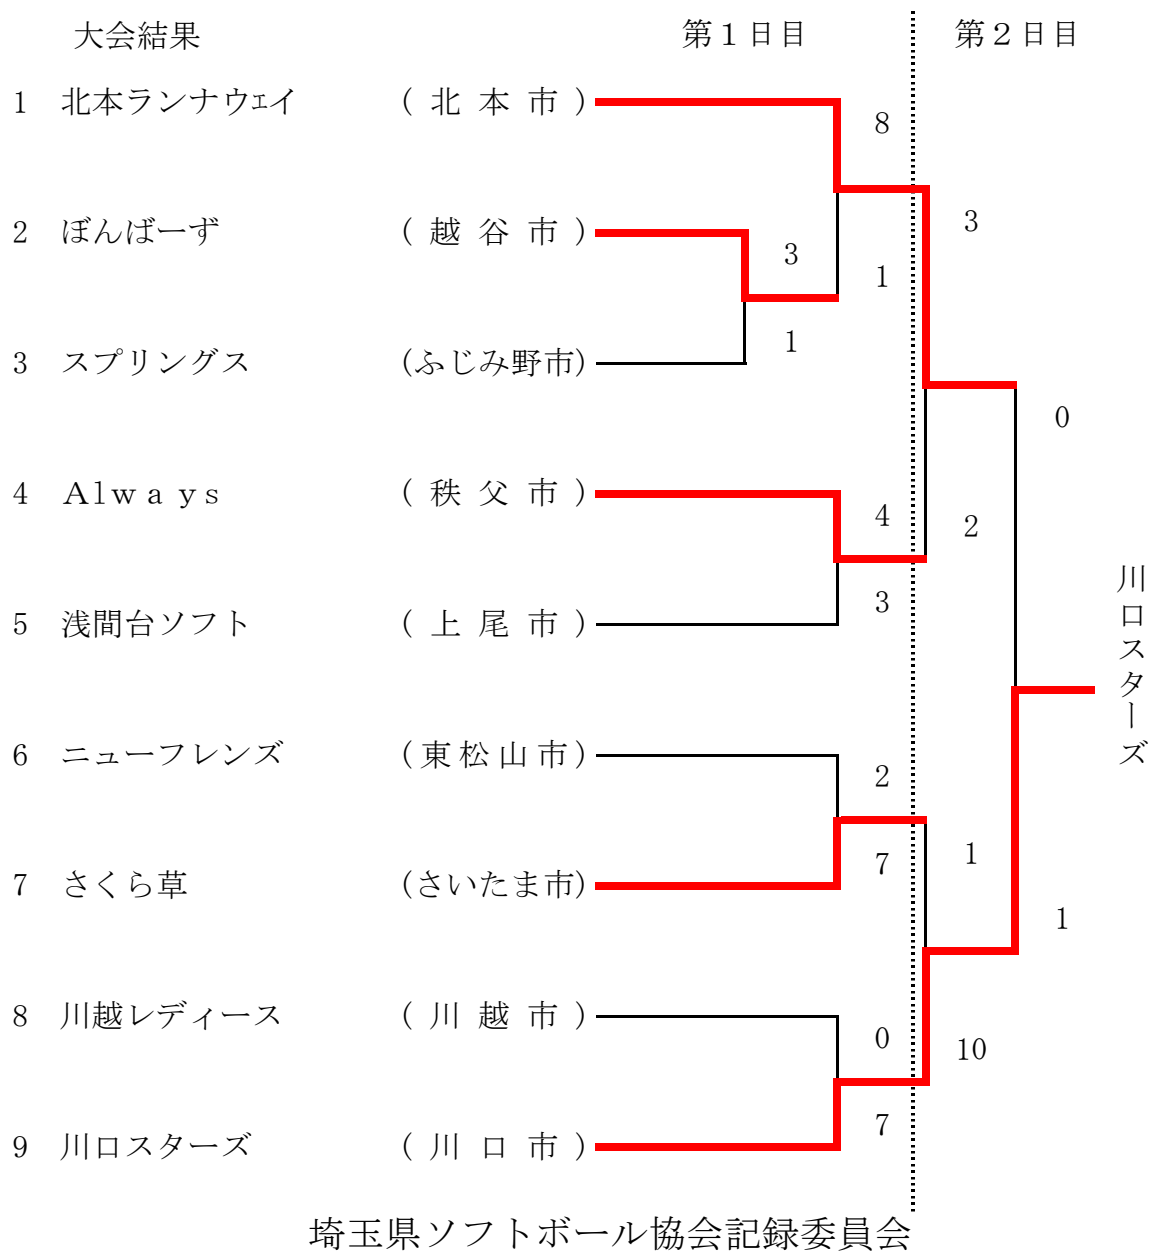 大会結果 第１日目 第２日目
1 北本ランナウェイ (北本市) 8
2 ぼんばーず (越谷市) 3 1 3
3 スプリングス (ふじみ野市) 1
0
4 Ａlways (秩父市) 4 2
5 浅間台ソフト (上尾市) 3
川口スターズ
6 ニューフレンズ (東松山市) 2
7 さくら草 (さいたま市) 7 1
1
8 川越レディース (川越市) 0 10
9 川口スターズ (川口市) 7
埼玉県ソフトボール協会記録委員会